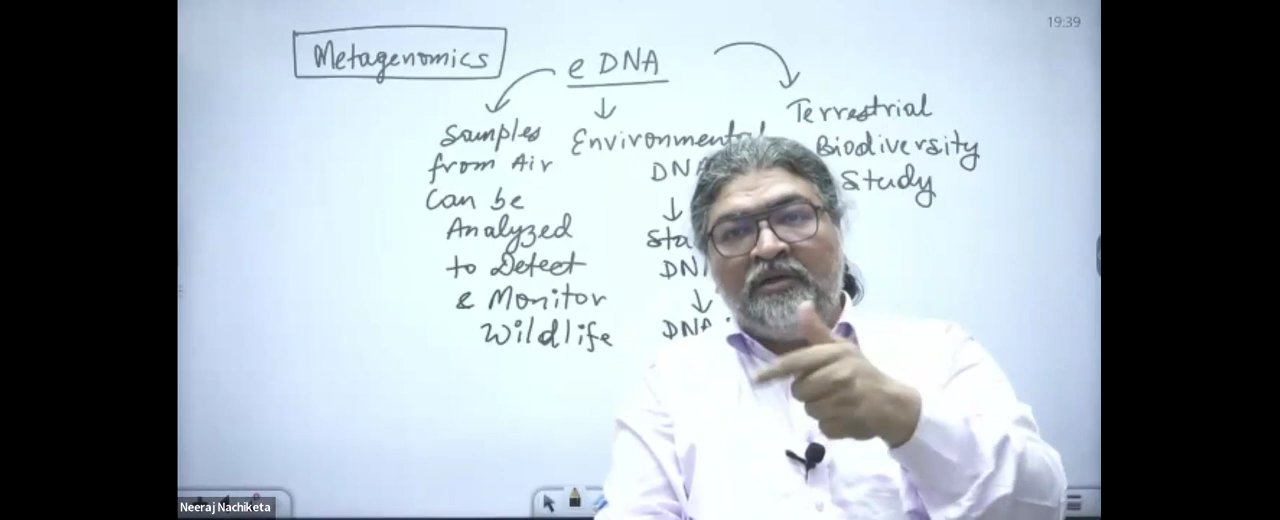 19:39
Metagenomics
e DNA
Samples
from Air
Can be
Analyzed
to Detect
& Monitor
Wildlife
Environmental
DNA
DNA
Terrestrial
Biodiversity
Study
Neeraj Nachiketa